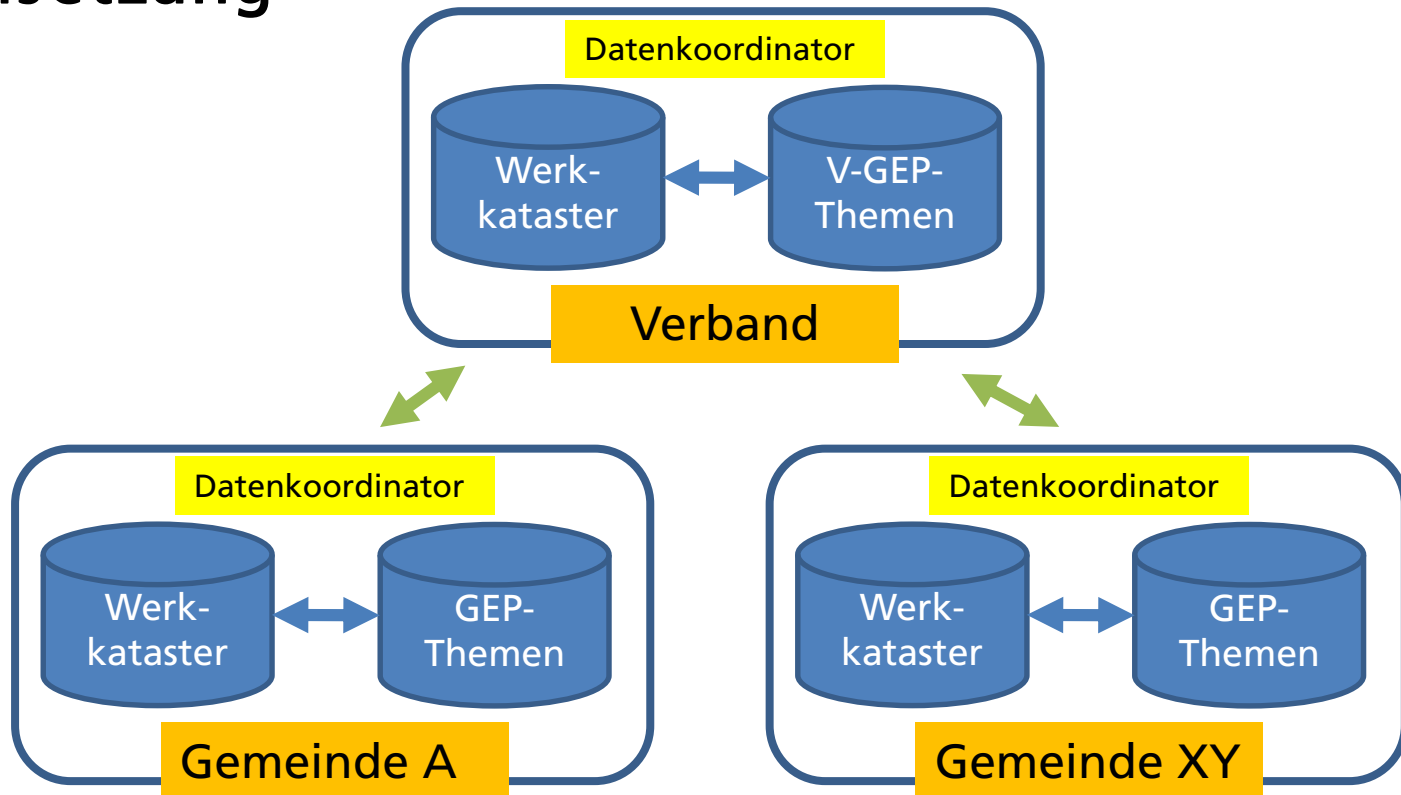 Datenkoordinator
Werk-
kataster
V-GEP-
Themen
Verband
Datenkoordinator
Werk-
kataster
GEP-
Themen
Gemeinde A
Datenkoordinator
Werk-
kataster
GEP-
Themen
Gemeinde XY